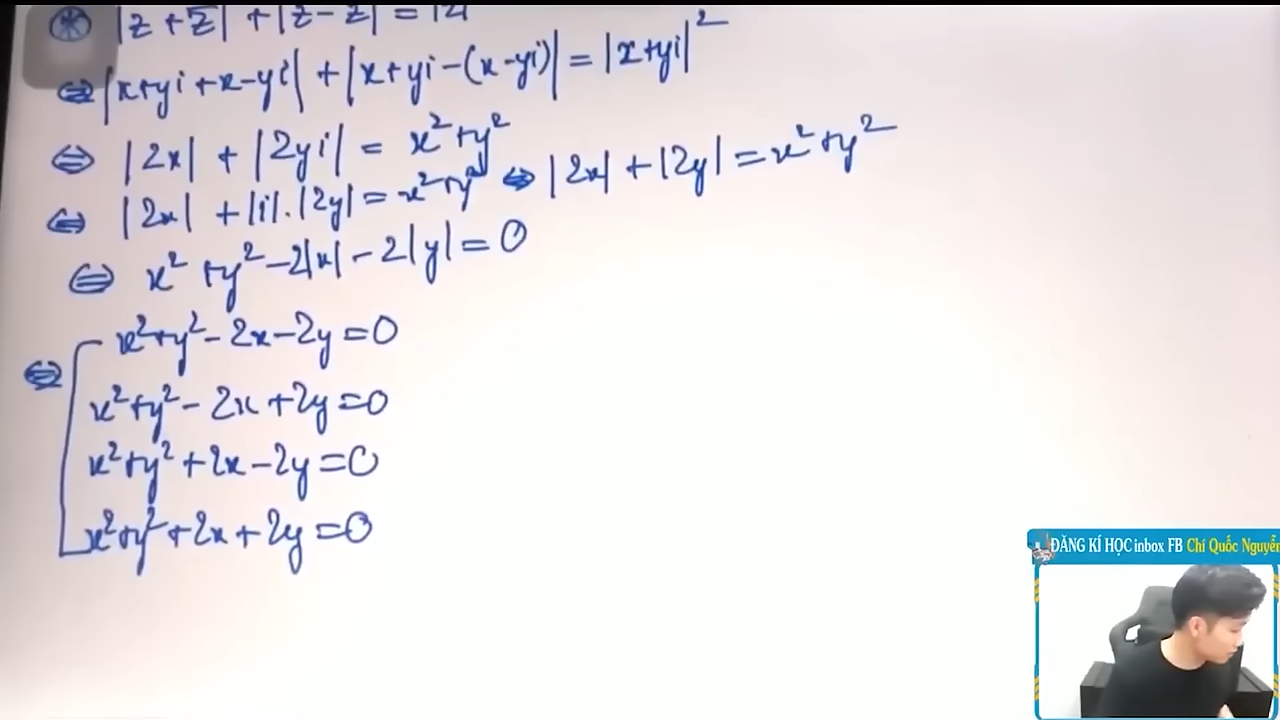 ⊛ |z + z̅| + |z − z̅| = |z|
⇔ |x+yi+x−yi| + |x+yi−(x−yi)| = |x+yi|²
⇔ |2x| + |2yi| = x²+y²
⇔ |2x| + |i|.|2y| = x²+y² ⇔ |2x| + |2y| = x²+y²
⇔ x²+y²−2|x|−2|y|=0
⇔ [ x²+y²−2x−2y=0
x²+y²−2x+2y=0
x²+y²+2x−2y=0
x²+y²+2x+2y=0
ĐĂNG KÍ HỌC inbox FB Chí Quốc Nguyễn